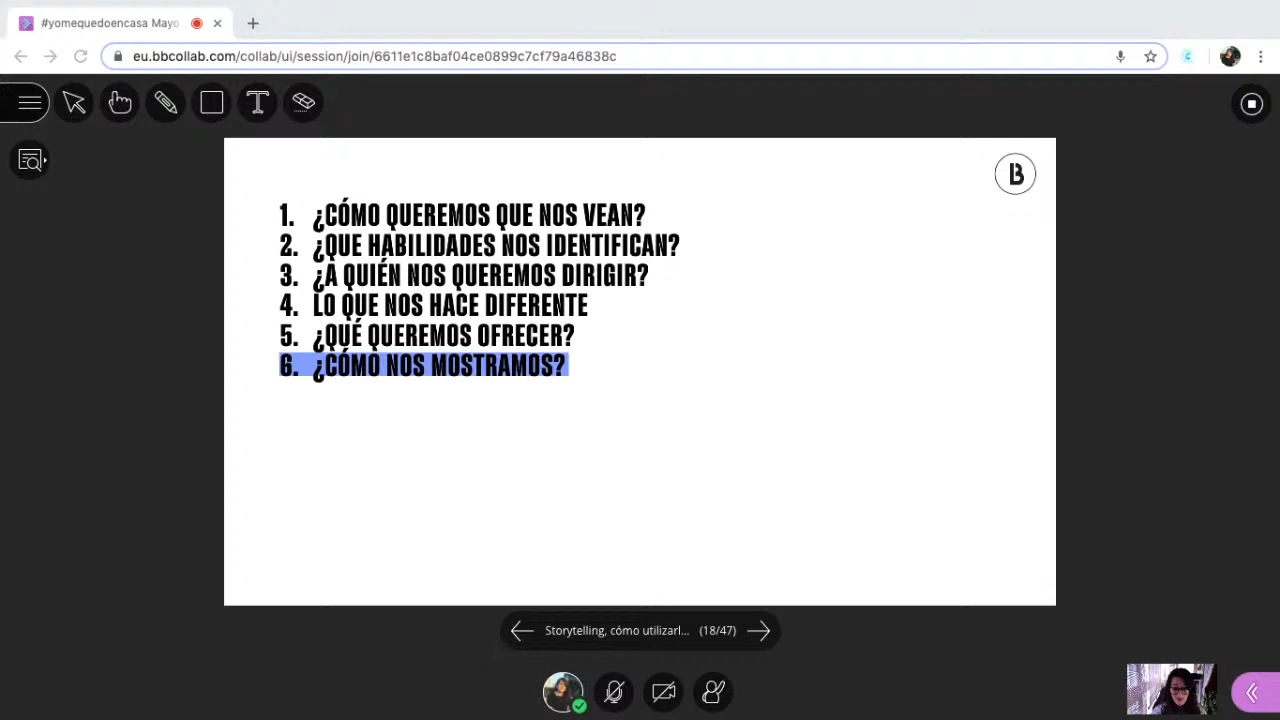 #yomequedoencasa Mayo
eu.bbcollab.com/collab/ui/session/join/6611e1c8baf04ce0899c7cf79a46838c
T
B
1. ¿CÓMO QUEREMOS QUE NOS VEAN?
2. ¿QUE HABILIDADES NOS IDENTIFICAN?
3. ¿A QUIÉN NOS QUEREMOS DIRIGIR?
4. LO QUE NOS HACE DIFERENTE
5. ¿QUÉ QUEREMOS OFRECER?
6. ¿CÓMO NOS MOSTRAMOS?
Storytelling, cómo utilizarl... (18/47)